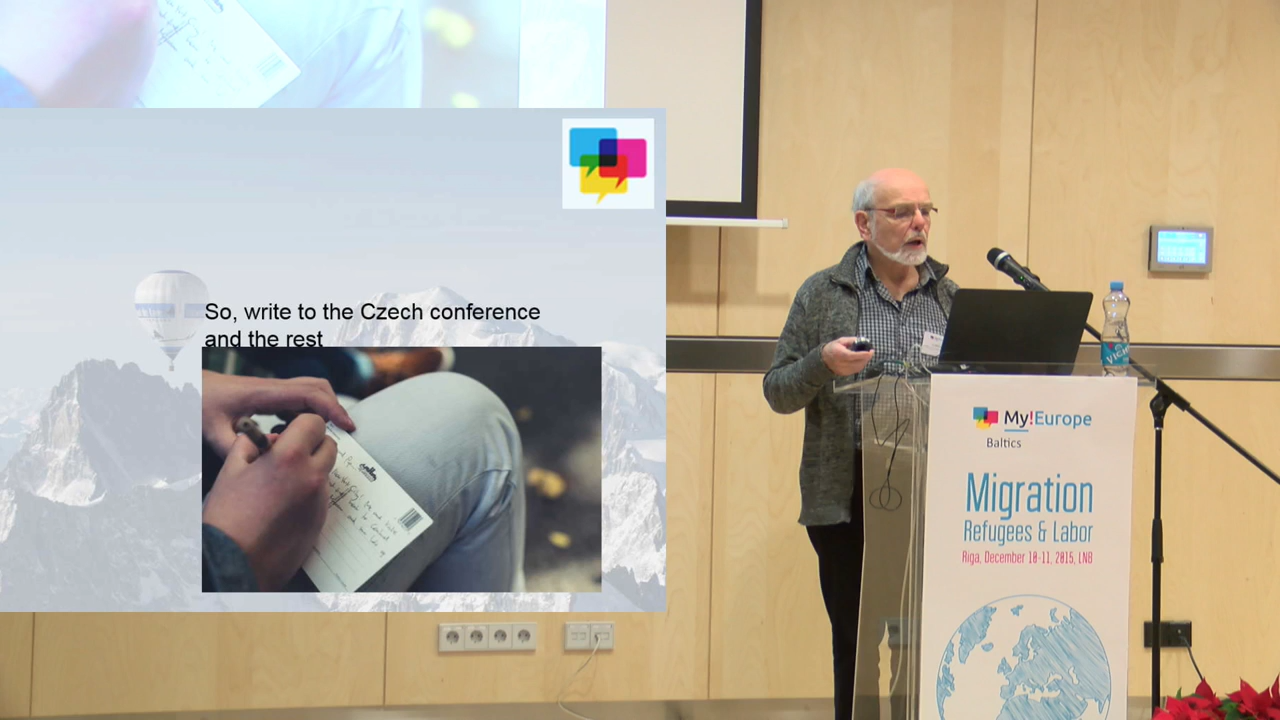 So, write to the Czech conference
and the rest
My!Europe
Baltics
Migration
Refugees & Labor
Riga, December 10-11, 2015, LNB